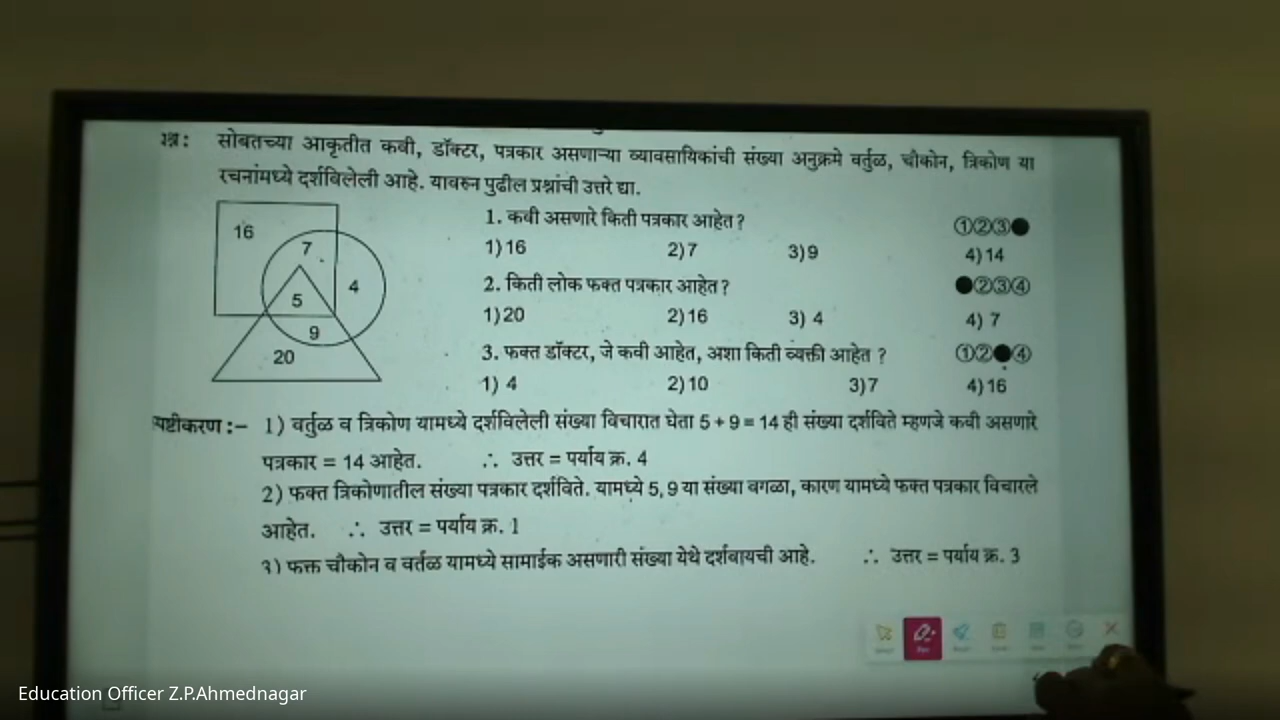 प्रश्न: सोबतच्या आकृतीत कवी, डॉक्टर, पत्रकार असणाऱ्या व्यावसायिकांची संख्या अनुक्रमे वर्तुळ, चौकोन, त्रिकोण या
रचनांमध्ये दर्शविलेली आहे. यावरून पुढील प्रश्नांची उत्तरे द्या.
16
7
4
5
9
20
1. कवी असणारे किती पत्रकार आहेत? ①②③●
1) 16 2) 7 3) 9 4) 14
2. किती लोक फक्त पत्रकार आहेत? ●②③④
1) 20 2) 16 3) 4 4) 7
3. फक्त डॉक्टर, जे कवी आहेत, अशा किती व्यक्ती आहेत ? ①②●④
1) 4 2) 10 3) 7 4) 16
स्पष्टीकरण :– 1) वर्तुळ व त्रिकोण यामध्ये दर्शविलेली संख्या विचारात घेता 5 + 9 = 14 ही संख्या दर्शविते म्हणजे कवी असणारे
पत्रकार = 14 आहेत. ∴ उत्तर = पर्याय क्र. 4
2) फक्त त्रिकोणातील संख्या पत्रकार दर्शविते. यामध्ये 5, 9 या संख्या वगळा, कारण यामध्ये फक्त पत्रकार विचारले
आहेत. ∴ उत्तर = पर्याय क्र. 1
3) फक्त चौकोन व वर्तुळ यामध्ये सामाईक असणारी संख्या येथे दर्शवायची आहे. ∴ उत्तर = पर्याय क्र. 3
Education Officer Z.P.Ahmednagar